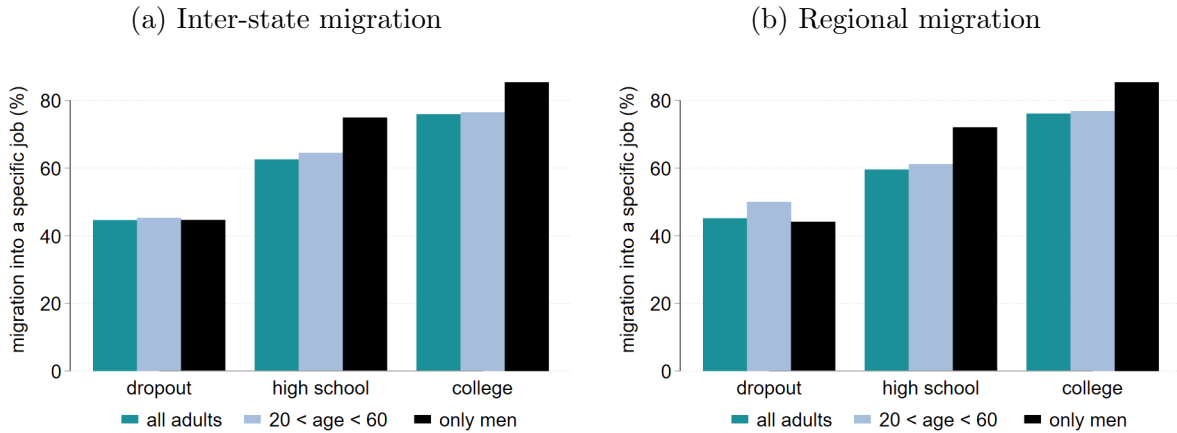 (a) Inter-state migration
migration into a specific job (%)
80
60
40
20
0
dropout high school college
all adults 20 < age < 60 only men
(b) Regional migration
migration into a specific job (%)
80
60
40
20
0
dropout high school college
all adults 20 < age < 60 only men